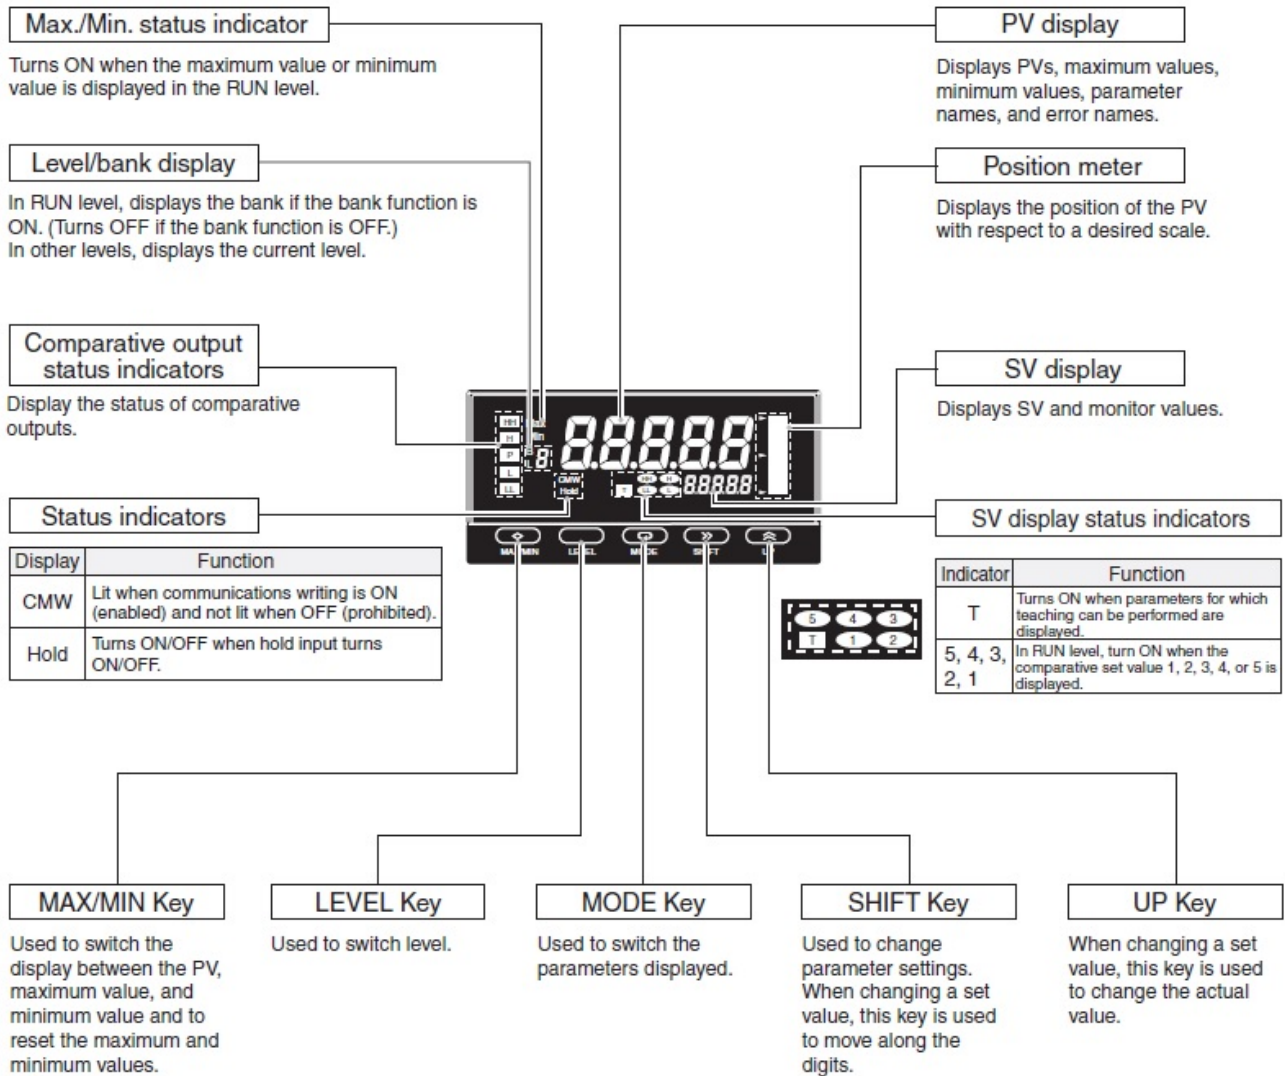 Max./Min. status indicator
Turns ON when the maximum value or minimum
value is displayed in the RUN level.
Level/bank display
In RUN level, displays the bank if the bank function is
ON. (Turns OFF if the bank function is OFF.)
In other levels, displays the current level.
Comparative output
status indicators
Display the status of comparative
outputs.
Status indicators
Display Function
CMW Lit when communications writing is ON
(enabled) and not lit when OFF (prohibited).
Hold Turns ON/OFF when hold input turns
ON/OFF.
PV display
Displays PVs, maximum values,
minimum values, parameter
names, and error names.
Position meter
Displays the position of the PV
with respect to a desired scale.
SV display
Displays SV and monitor values.
SV display status indicators
Indicator Function
T Turns ON when parameters for which
teaching can be performed are
displayed.
5, 4, 3,
2, 1
In RUN level, turn ON when the
comparative set value 1, 2, 3, 4, or 5 is
displayed.
HH
H
P
L
LL
8
88888
CMW
Hold
HH H
T LL L
88888
MAX/MIN LEVEL MODE SHIFT UP
5 4 3
T 1 2
MAX/MIN Key
Used to switch the
display between the PV,
maximum value, and
minimum value and to
reset the maximum and
minimum values.
LEVEL Key
Used to switch level.
MODE Key
Used to switch the
parameters displayed.
SHIFT Key
Used to change
parameter settings.
When changing a set
value, this key is used
to move along the
digits.
UP Key
When changing a set
value, this key is used
to change the actual
value.